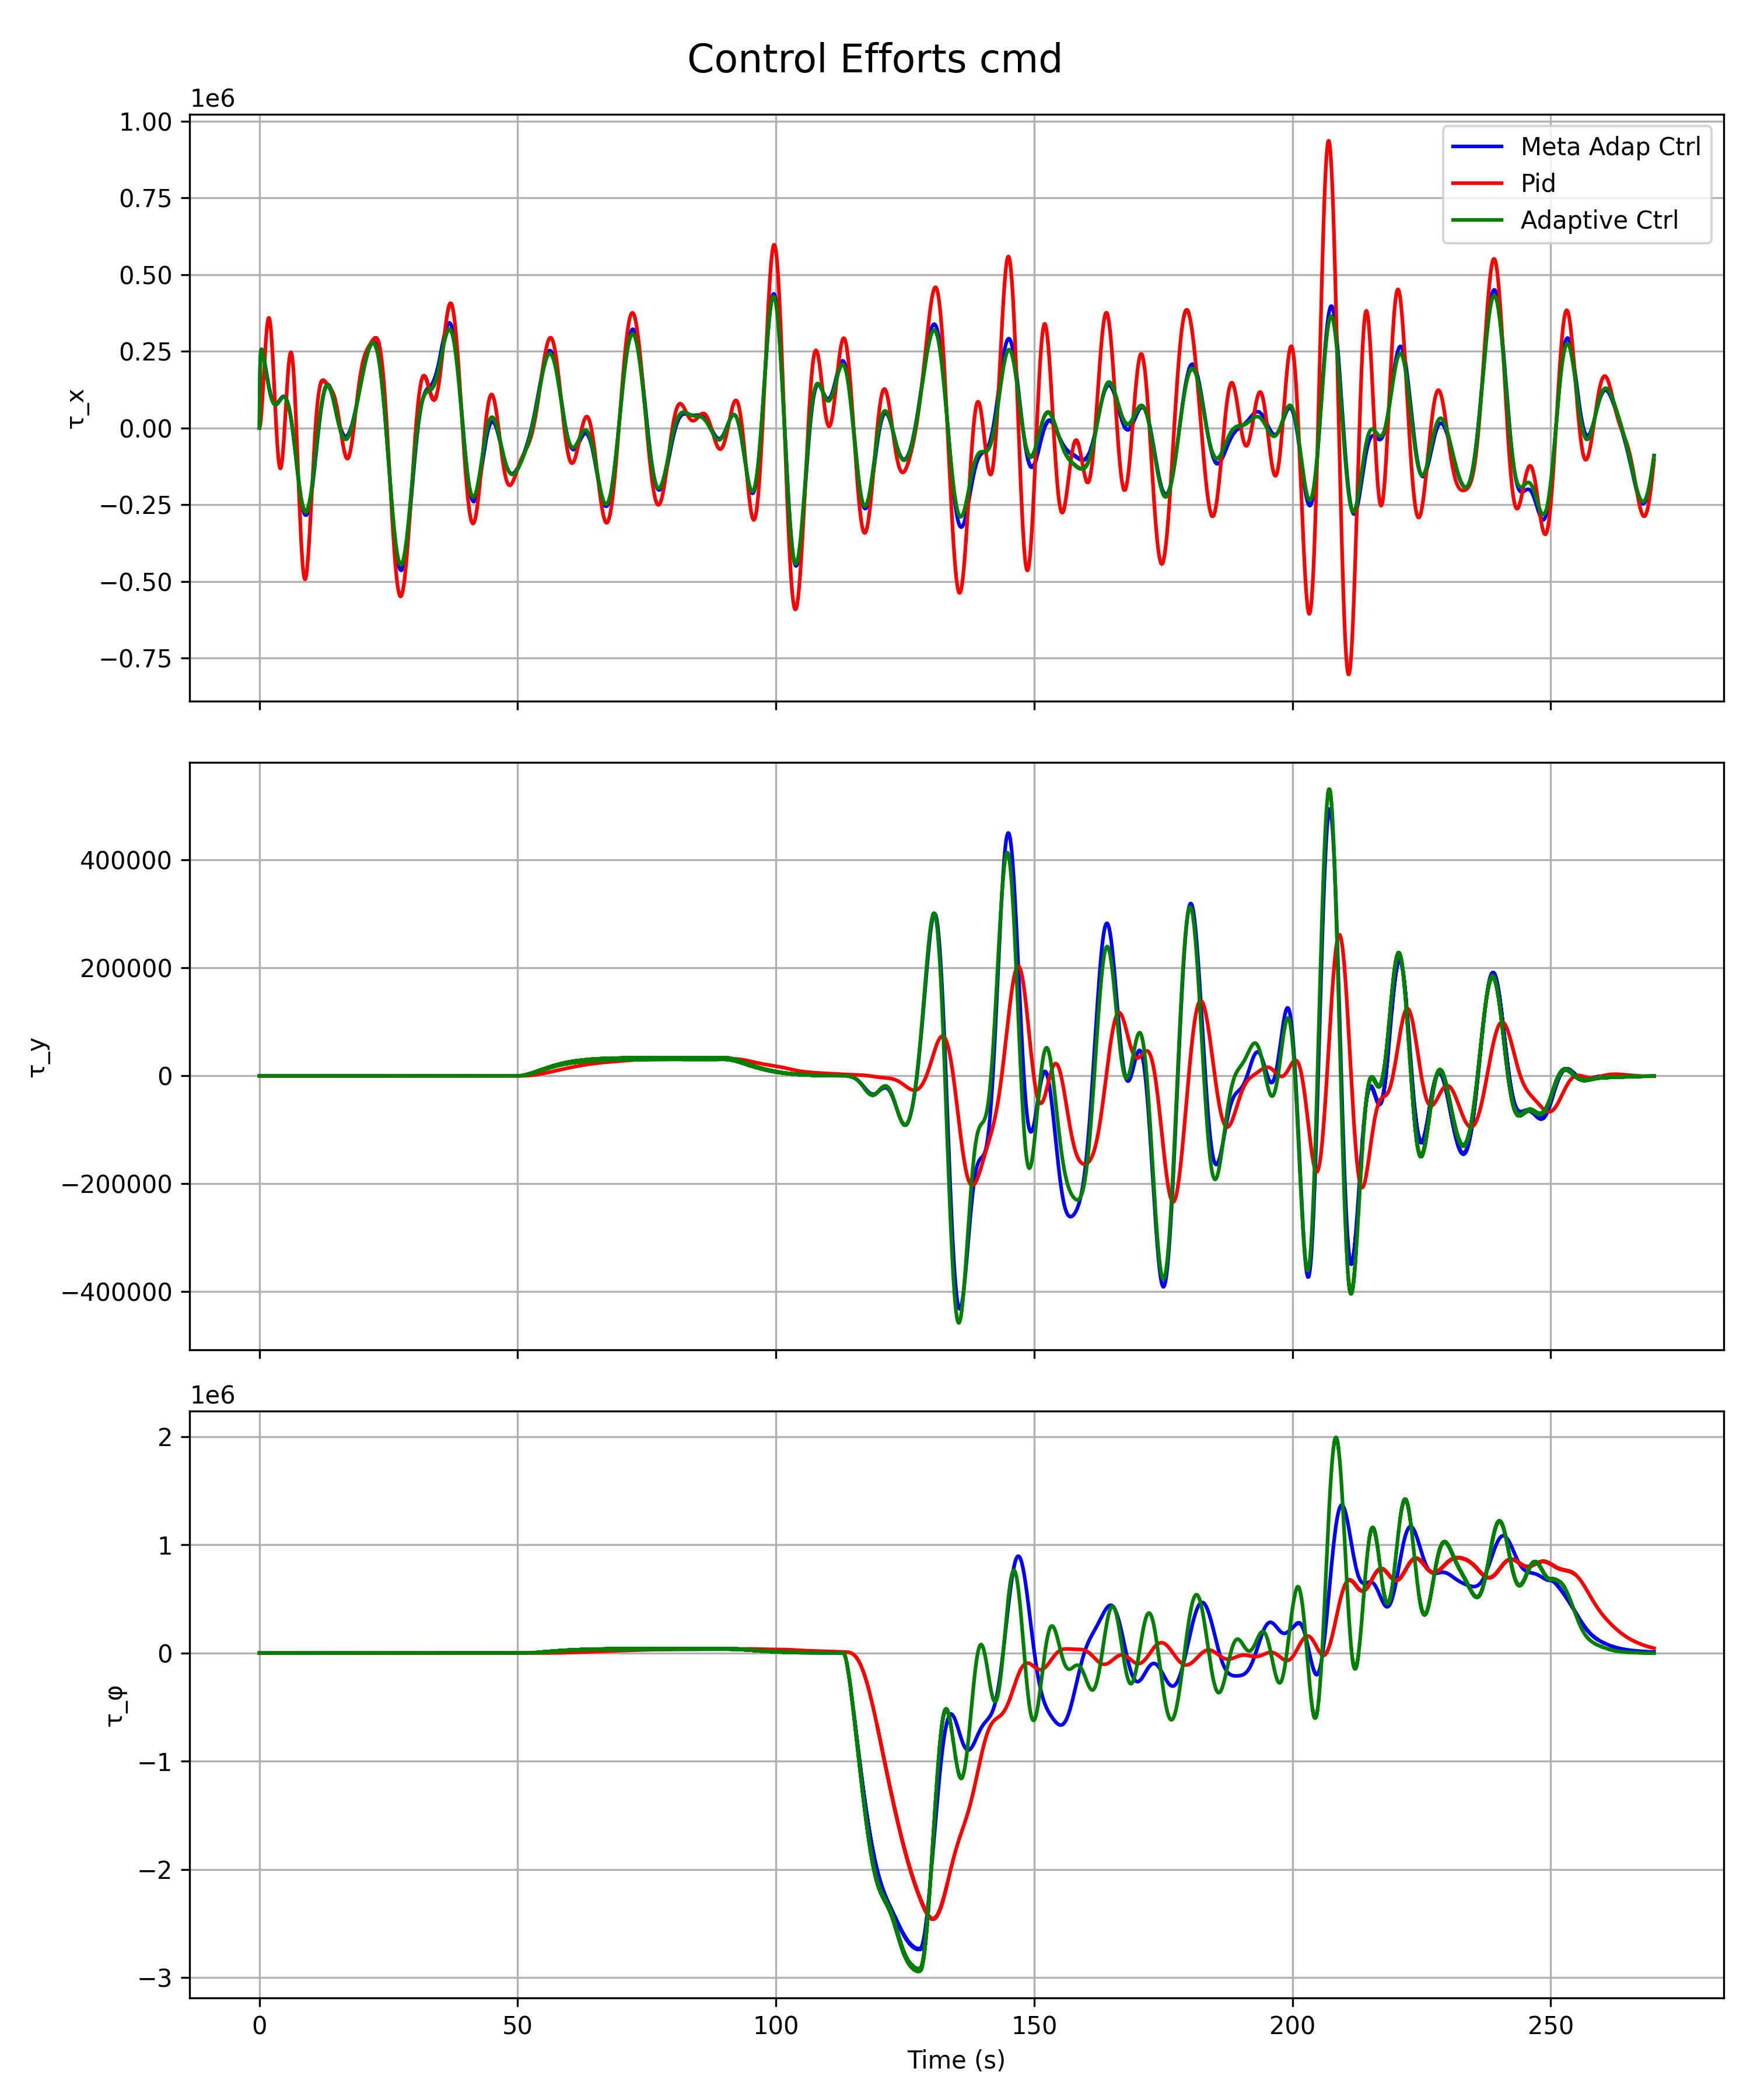 Control Efforts cmd
1e6
1.00
0.75
0.50
0.25
0.00
−0.25
−0.50
−0.75
τ_x
Meta Adap Ctrl
Pid
Adaptive Ctrl
400000
200000
0
−200000
−400000
τ_y
1e6
2
1
0
−1
−2
−3
τ_φ
0 50 100 150 200 250
Time (s)